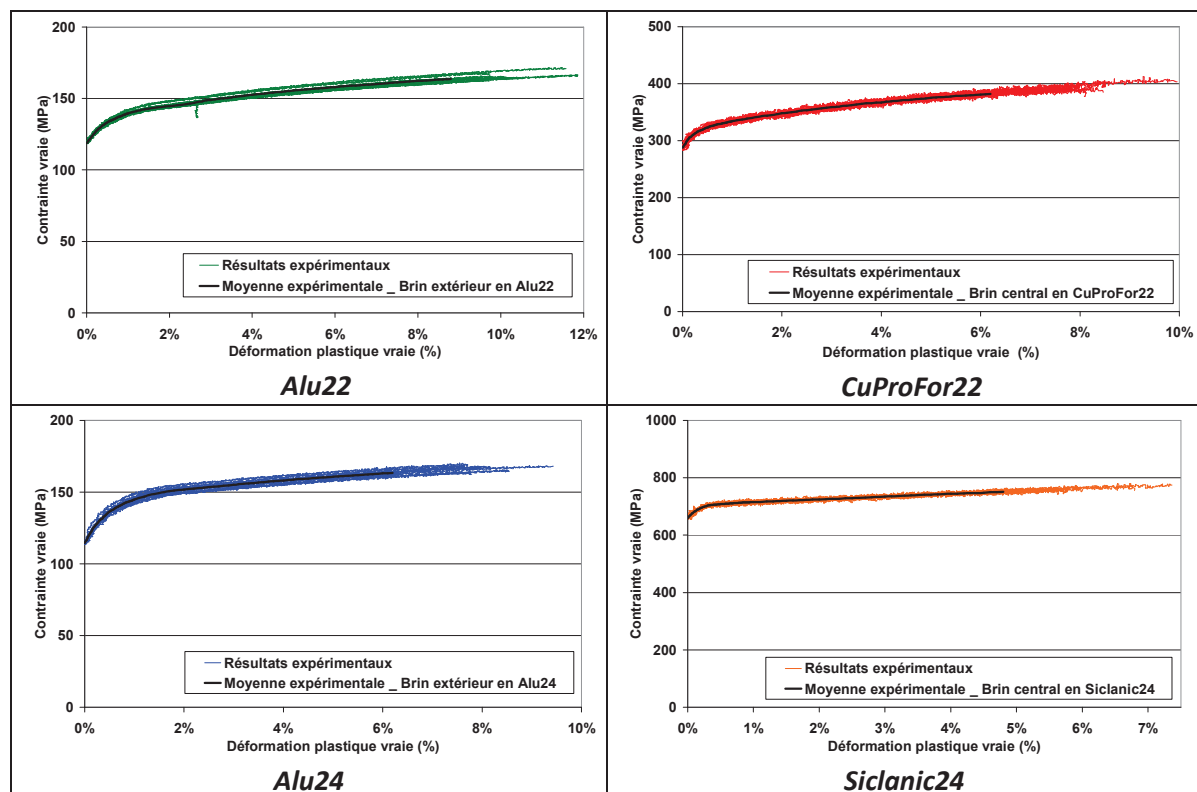 200
150
100
50
0
Contrainte vraie (MPa)
Résultats expérimentaux
Moyenne expérimentale _ Brin extérieur en Alu22
0%
2%
4%
6%
8%
10%
12%
Déformation plastique vraie (%)
Alu22
500
400
300
200
100
0
Contrainte vraie (MPa)
Résultats expérimentaux
Moyenne expérimentale _ Brin central en CuProFor22
0%
2%
4%
6%
8%
10%
Déformation plastique vraie (%)
CuProFor22
200
150
100
50
0
Contrainte vraie (MPa)
Résultats expérimentaux
Moyenne expérimentale _ Brin extérieur en Alu24
0%
2%
4%
6%
8%
10%
Déformation plastique vraie (%)
Alu24
1000
800
600
400
200
0
Contrainte vraie (MPa)
Résultats expérimentaux
Moyenne expérimentale _ Brin central en Siclanic24
0%
1%
2%
3%
4%
5%
6%
7%
Déformation plastique vraie (%)
Siclanic24